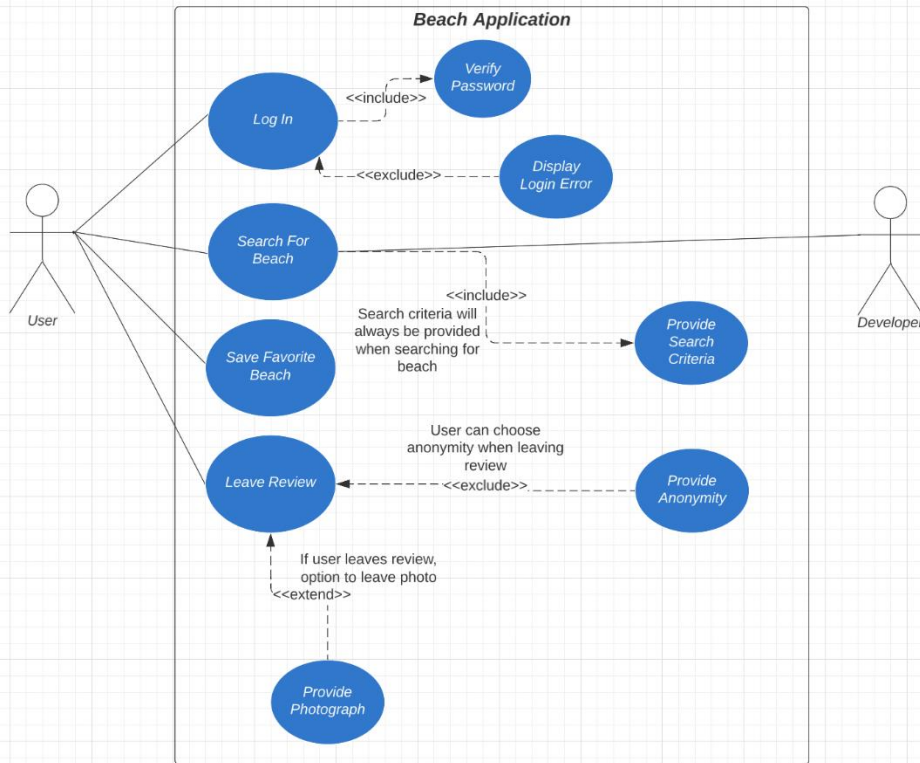 Beach Application
Verify
Password
<<include>>
Log In
Display
Login Error
<<exclude>>
Search For
Beach
User
Developer
<<include>>
Search criteria will
always be provided
when searching for
beach
Provide
Search
Criteria
Save Favorite
Beach
User can choose
anonymity when leaving
review
<<exclude>>
Leave Review
Provide
Anonymity
If user leaves review,
option to leave photo
<<extend>>
Provide
Photograph